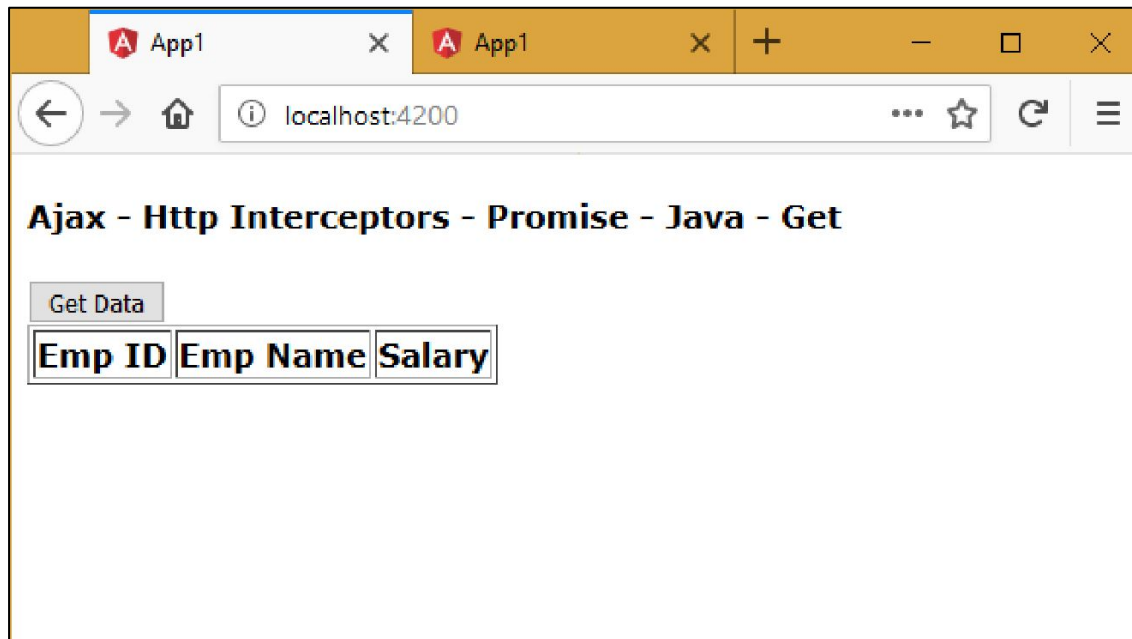 App1 App1
localhost:4200
Ajax - Http Interceptors - Promise - Java - Get
Get Data
Emp ID Emp Name Salary